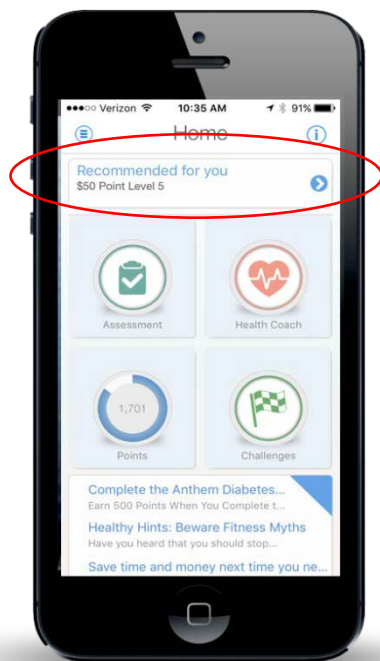 Verizon 10:35 AM 91%
Home
Recommended for you
$50 Point Level 5
Assessment
Health Coach
1,701
Points
Challenges
Complete the Anthem Diabetes...
Earn 500 Points When You Complete t...
Healthy Hints: Beware Fitness Myths
Have you heard that you should stop...
Save time and money next time you ne...